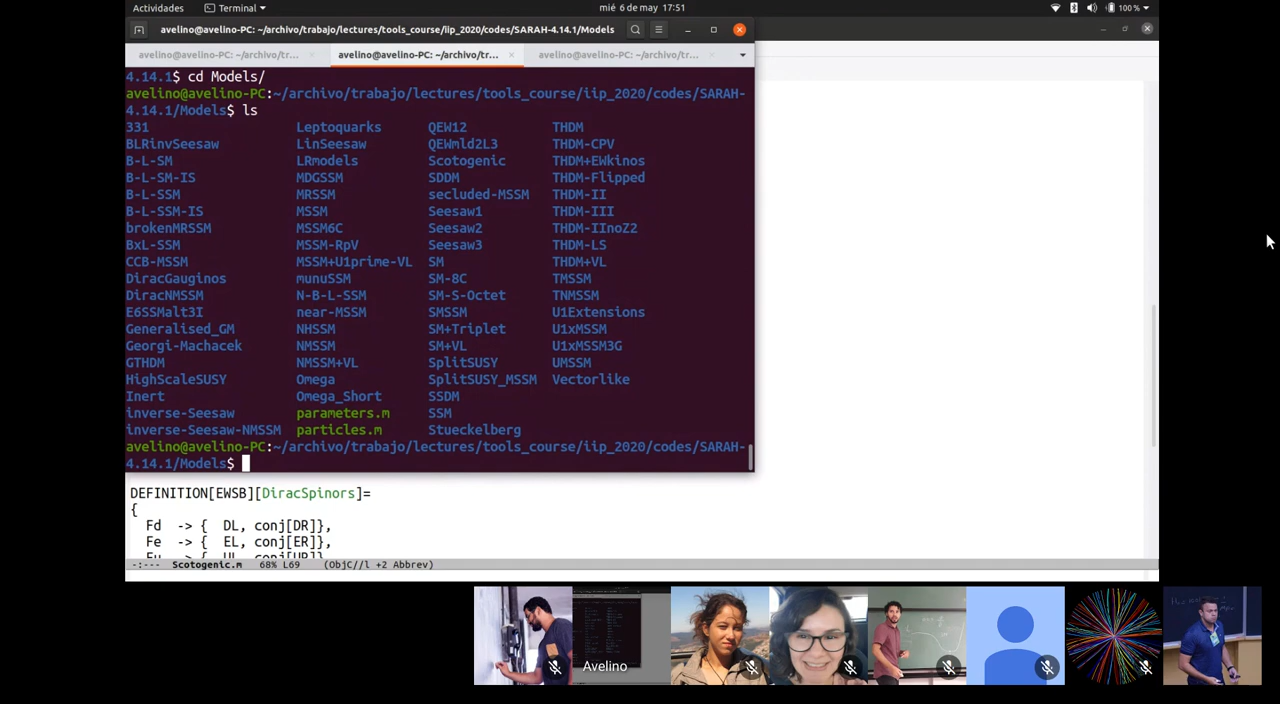 Actividades Terminal mié 6 de may 17:51 100 %
avelino@avelino-PC: ~/archivo/trabajo/lectures/tools_course/iip_2020/codes/SARAH-4.14.1/Models
avelino@avelino-PC: ~/archivo/tr... avelino@avelino-PC: ~/archivo/tr... avelino@avelino-PC: ~/archivo/tr...
4.14.1$ cd Models/
avelino@avelino-PC:~/archivo/trabajo/lectures/tools_course/iip_2020/codes/SARAH-
4.14.1/Models$ ls
331 Leptoquarks QEW12 THDM
BLRinvSeesaw LinSeesaw QEWmld2L3 THDM-CPV
B-L-SM LRmodels Scotogenic THDM+EWkinos
B-L-SM-IS MDGSSM SDDM THDM-Flipped
B-L-SSM MRSSM secluded-MSSM THDM-II
B-L-SSM-IS MSSM Seesaw1 THDM-III
brokenMRSSM MSSM6C Seesaw2 THDM-IInoZ2
BxL-SSM MSSM-RpV Seesaw3 THDM-LS
CCB-MSSM MSSM+U1prime-VL SM THDM+VL
DiracGauginos munuSSM SM-8C TMSSM
DiracNMSSM N-B-L-SSM SM-S-Octet TNMSSM
E6SSMalt3I near-MSSM SMSSM U1Extensions
Generalised_GM NHSSM SM+Triplet U1xMSSM
Georgi-Machacek NMSSM SM+VL U1xMSSM3G
GTHDM NMSSM+VL SplitSUSY UMSSM
HighScaleSUSY Omega SplitSUSY_MSSM Vectorlike
Inert Omega_Short SSDM
inverse-Seesaw parameters.m SSM
inverse-Seesaw-NMSSM particles.m Stueckelberg
avelino@avelino-PC:~/archivo/trabajo/lectures/tools_course/iip_2020/codes/SARAH-
4.14.1/Models$
DEFINITION[EWSB][DiracSpinors]=
{
Fd -> { DL, conj[DR]},
Fe -> { EL, conj[ER]},
Fu -> { UL, conj[UR]},
-:--- Scotogenic.m 68% L69 (ObjC//l +2 Abbrev)
Avelino